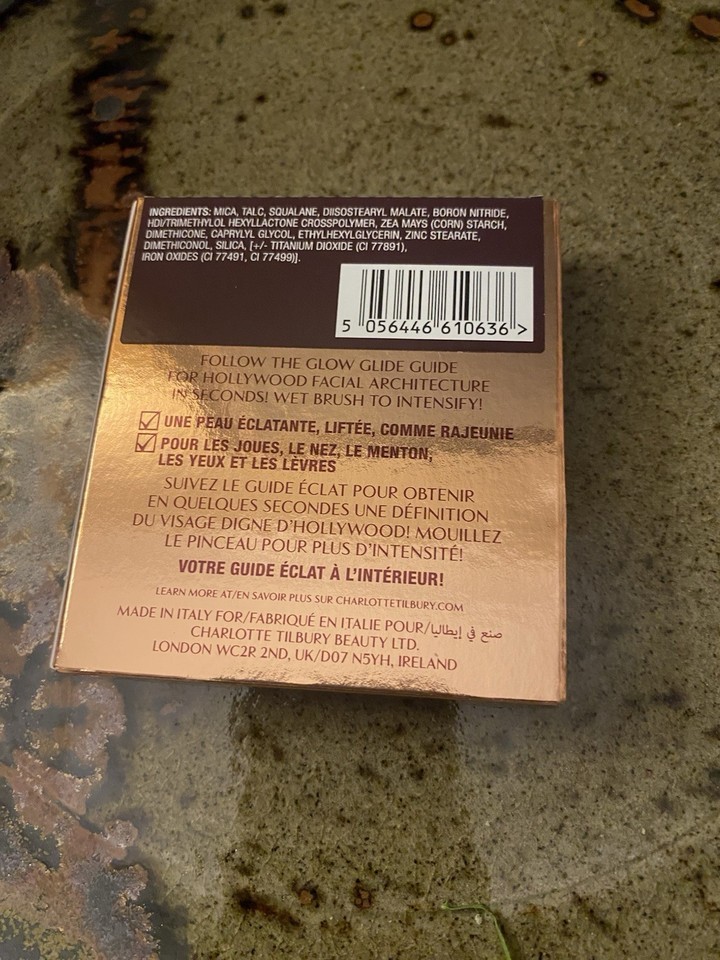 INGREDIENTS: MICA, TALC, SQUALANE, DIISOSTEARYL MALATE, BORON NITRIDE,
HDI/TRIMETHYLOL HEXYLLACTONE CROSSPOLYMER, ZEA MAYS (CORN) STARCH,
DIMETHICONE, CAPRYLYL GLYCOL, ETHYLHEXYLGLYCERIN, ZINC STEARATE,
DIMETHICONOL, SILICA, [+/- TITANIUM DIOXIDE (CI 77891),
IRON OXIDES (CI 77491, CI 77499)].
5 056446 610636 >
FOLLOW THE GLOW GLIDE GUIDE
FOR HOLLYWOOD FACIAL ARCHITECTURE
IN SECONDS! WET BRUSH TO INTENSIFY!
UNE PEAU ÉCLATANTE, LIFTÉE, COMME RAJEUNIE
POUR LES JOUES, LE NEZ, LE MENTON,
LES YEUX ET LES LÈVRES
SUIVEZ LE GUIDE ÉCLAT POUR OBTENIR
EN QUELQUES SECONDES UNE DÉFINITION
DU VISAGE DIGNE D'HOLLYWOOD! MOUILLEZ
LE PINCEAU POUR PLUS D'INTENSITÉ!
VOTRE GUIDE ÉCLAT À L'INTÉRIEUR!
LEARN MORE AT/EN SAVOIR PLUS SUR CHARLOTTETILBURY.COM
MADE IN ITALY FOR/FABRIQUÉ EN ITALIE POUR/صنع في إيطاليا
CHARLOTTE TILBURY BEAUTY LTD.
LONDON WC2R 2ND, UK/D07 N5YH, IRELAND